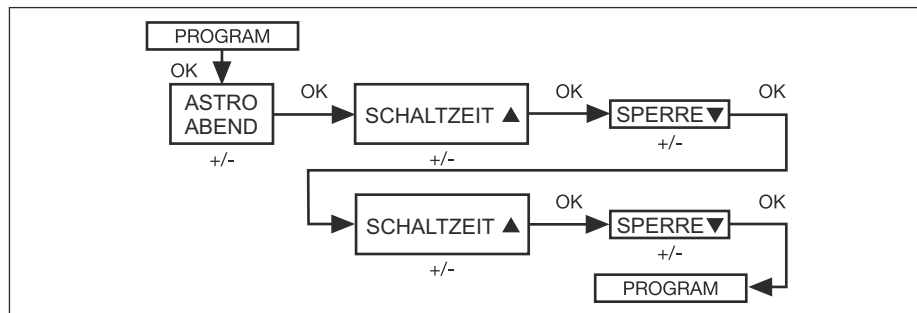 PROGRAM
OK
ASTRO
ABEND
+/-
OK
SCHALTZEIT ▲
+/-
OK
SPERRE▼
+/-
OK
SCHALTZEIT ▲
+/-
OK
SPERRE▼
+/-
OK
PROGRAM